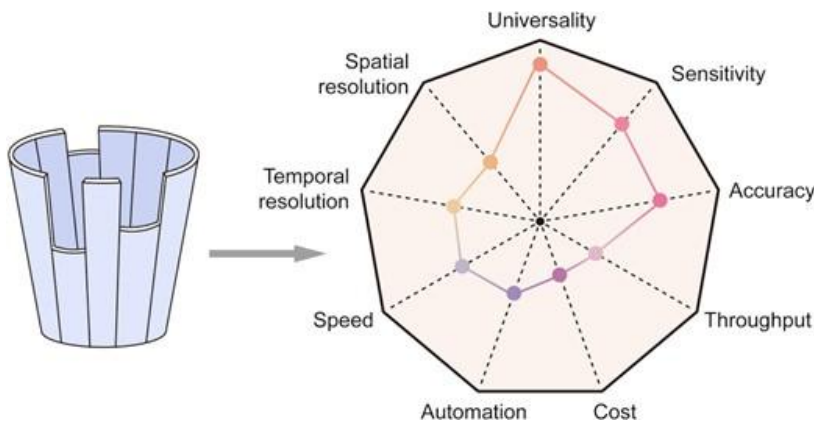 Universality
Spatial
resolution
Sensitivity
Temporal
resolution
Accuracy
Speed
Throughput
Automation
Cost